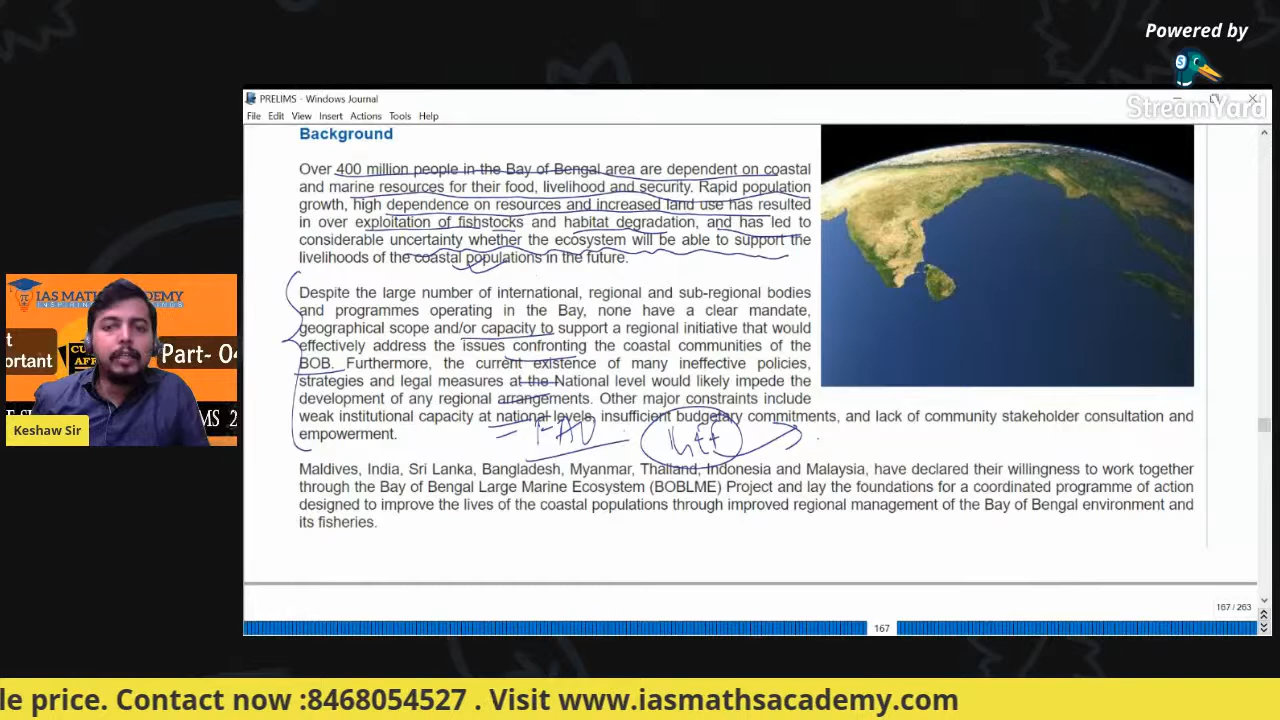 Powered by
StreamYard
PRELIMS - Windows Journal
File Edit View Insert Actions Tools Help
Background
Over 400 million people in the Bay of Bengal area are dependent on coastal
and marine resources for their food, livelihood and security. Rapid population
growth, high dependence on resources and increased land use has resulted
in over exploitation of fishstocks and habitat degradation, and has led to
considerable uncertainty whether the ecosystem will be able to support the
livelihoods of the coastal populations in the future.
Despite the large number of international, regional and sub-regional bodies
and programmes operating in the Bay, none have a clear mandate,
geographical scope and/or capacity to support a regional initiative that would
effectively address the issues confronting the coastal communities of the
BOB. Furthermore, the current existence of many ineffective policies,
strategies and legal measures at the National level would likely impede the
development of any regional arrangements. Other major constraints include
weak institutional capacity at national levels, insufficient budgetary commitments, and lack of community stakeholder consultation and
empowerment.
= FAO
Maldives, India, Sri Lanka, Bangladesh, Myanmar, Thailand, Indonesia and Malaysia, have declared their willingness to work together
through the Bay of Bengal Large Marine Ecosystem (BOBLME) Project and lay the foundations for a coordinated programme of action
designed to improve the lives of the coastal populations through improved regional management of the Bay of Bengal environment and
its fisheries.
167 / 263
167
IAS MATHS ACADEMY
Part- 04
Keshaw Sir
le price. Contact now :8468054527 . Visit www.iasmathsacademy.com